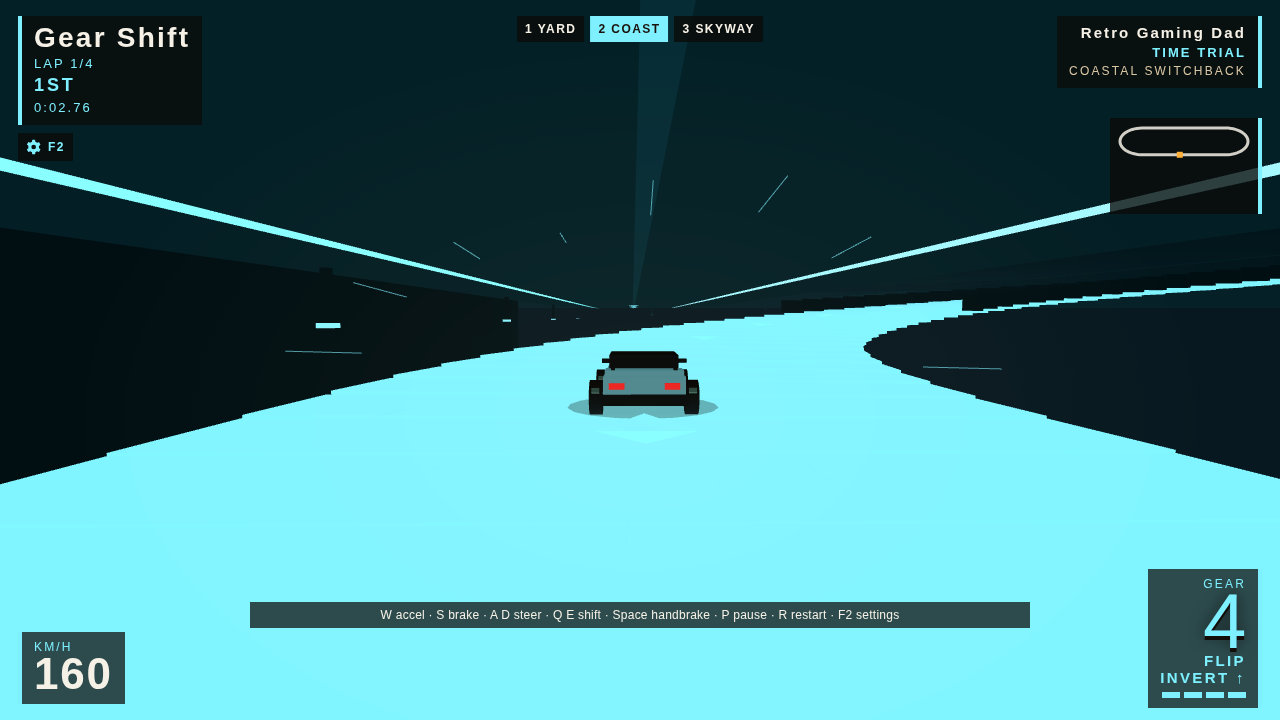 Gear Shift
LAP 1/4
1ST
0:02.76
F2
1 YARD
2 COAST
3 SKYWAY
Retro Gaming Dad
TIME TRIAL
COASTAL SWITCHBACK
W accel · S brake · A D steer · Q E shift · Space handbrake · P pause · R restart · F2 settings
KM/H
160
GEAR
4
FLIP
INVERT ↑